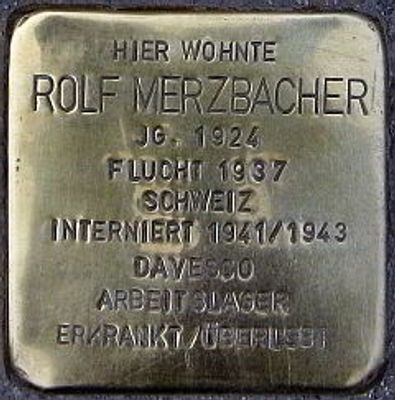 HIER WOHNTE
ROLF MERZBACHER
JG. 1924
FLUCHT 1937
SCHWEIZ
INTERNIERT 1941/1943
DAVESCO
ARBEITSLAGER
ERKRANKT/ÜBERLEBT